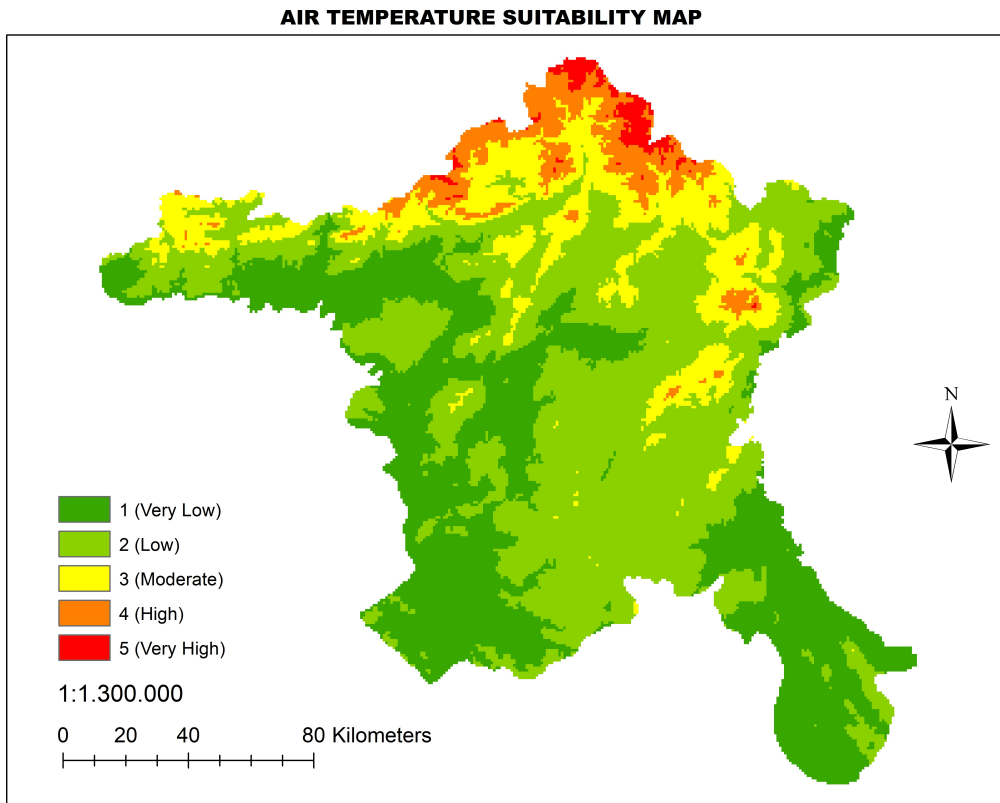 AIR TEMPERATURE SUITABILITY MAP
N
1 (Very Low)
2 (Low)
3 (Moderate)
4 (High)
5 (Very High)
1:1.300.000
0 20 40 80 Kilometers